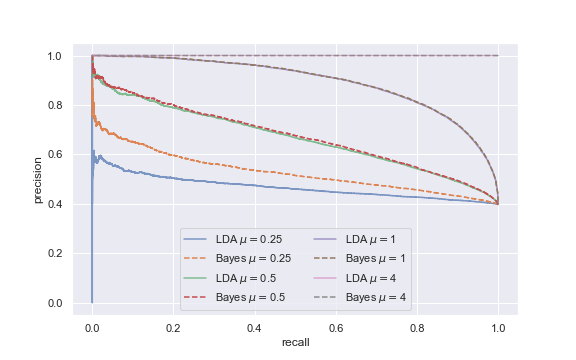 1.0
0.8
0.6
0.4
0.2
0.0
precision
LDA μ = 0.25
Bayes μ = 0.25
LDA μ = 0.5
Bayes μ = 0.5
LDA μ = 1
Bayes μ = 1
LDA μ = 4
Bayes μ = 4
0.0 0.2 0.4 0.6 0.8 1.0
recall